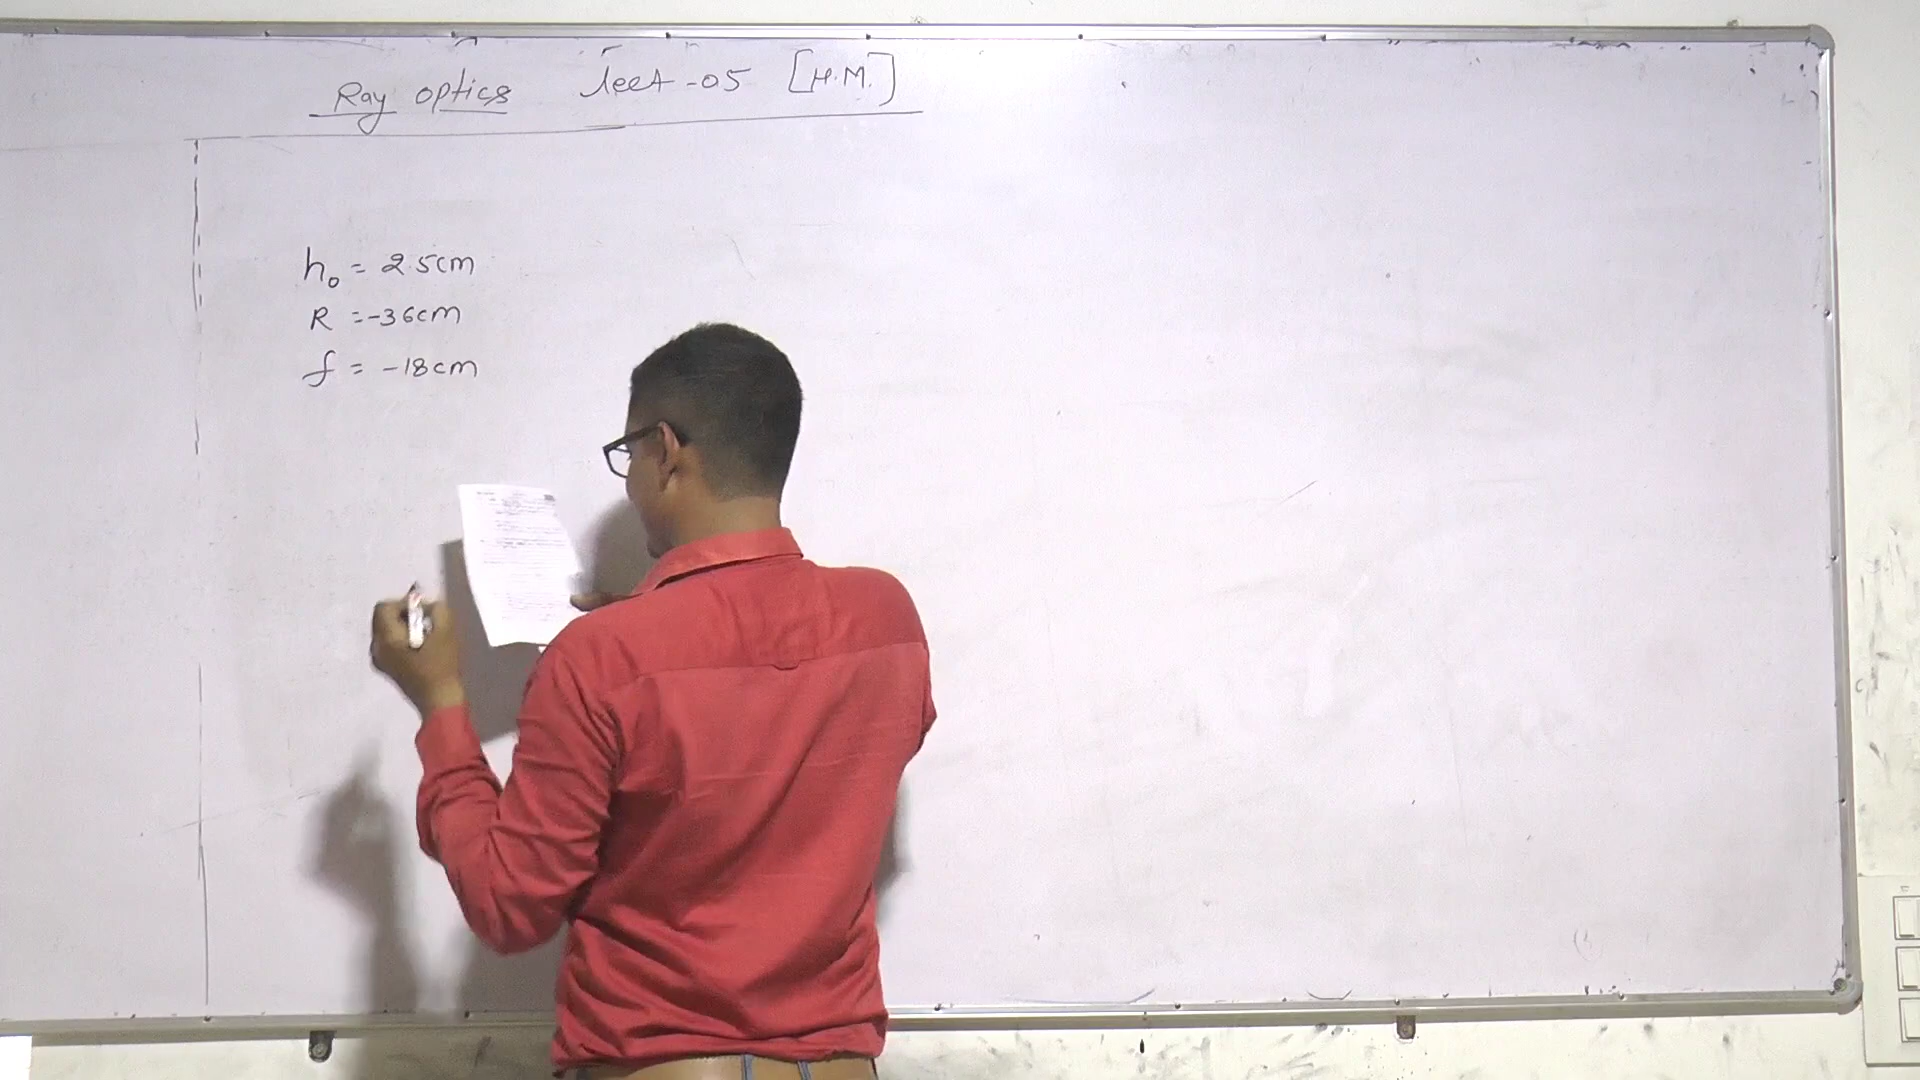 Ray optics Lect-05 [H.M.]
h₀ = 2.5cm
R = -36cm
f = -18cm